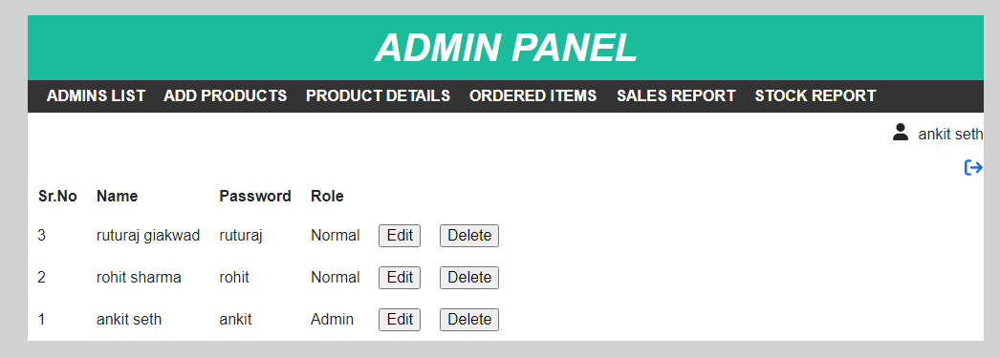 ADMIN PANEL
ADMINS LIST ADD PRODUCTS PRODUCT DETAILS ORDERED ITEMS SALES REPORT STOCK REPORT
ankit seth
Sr.No Name Password Role
3 ruturaj giakwad ruturaj Normal Edit Delete
2 rohit sharma rohit Normal Edit Delete
1 ankit seth ankit Admin Edit Delete